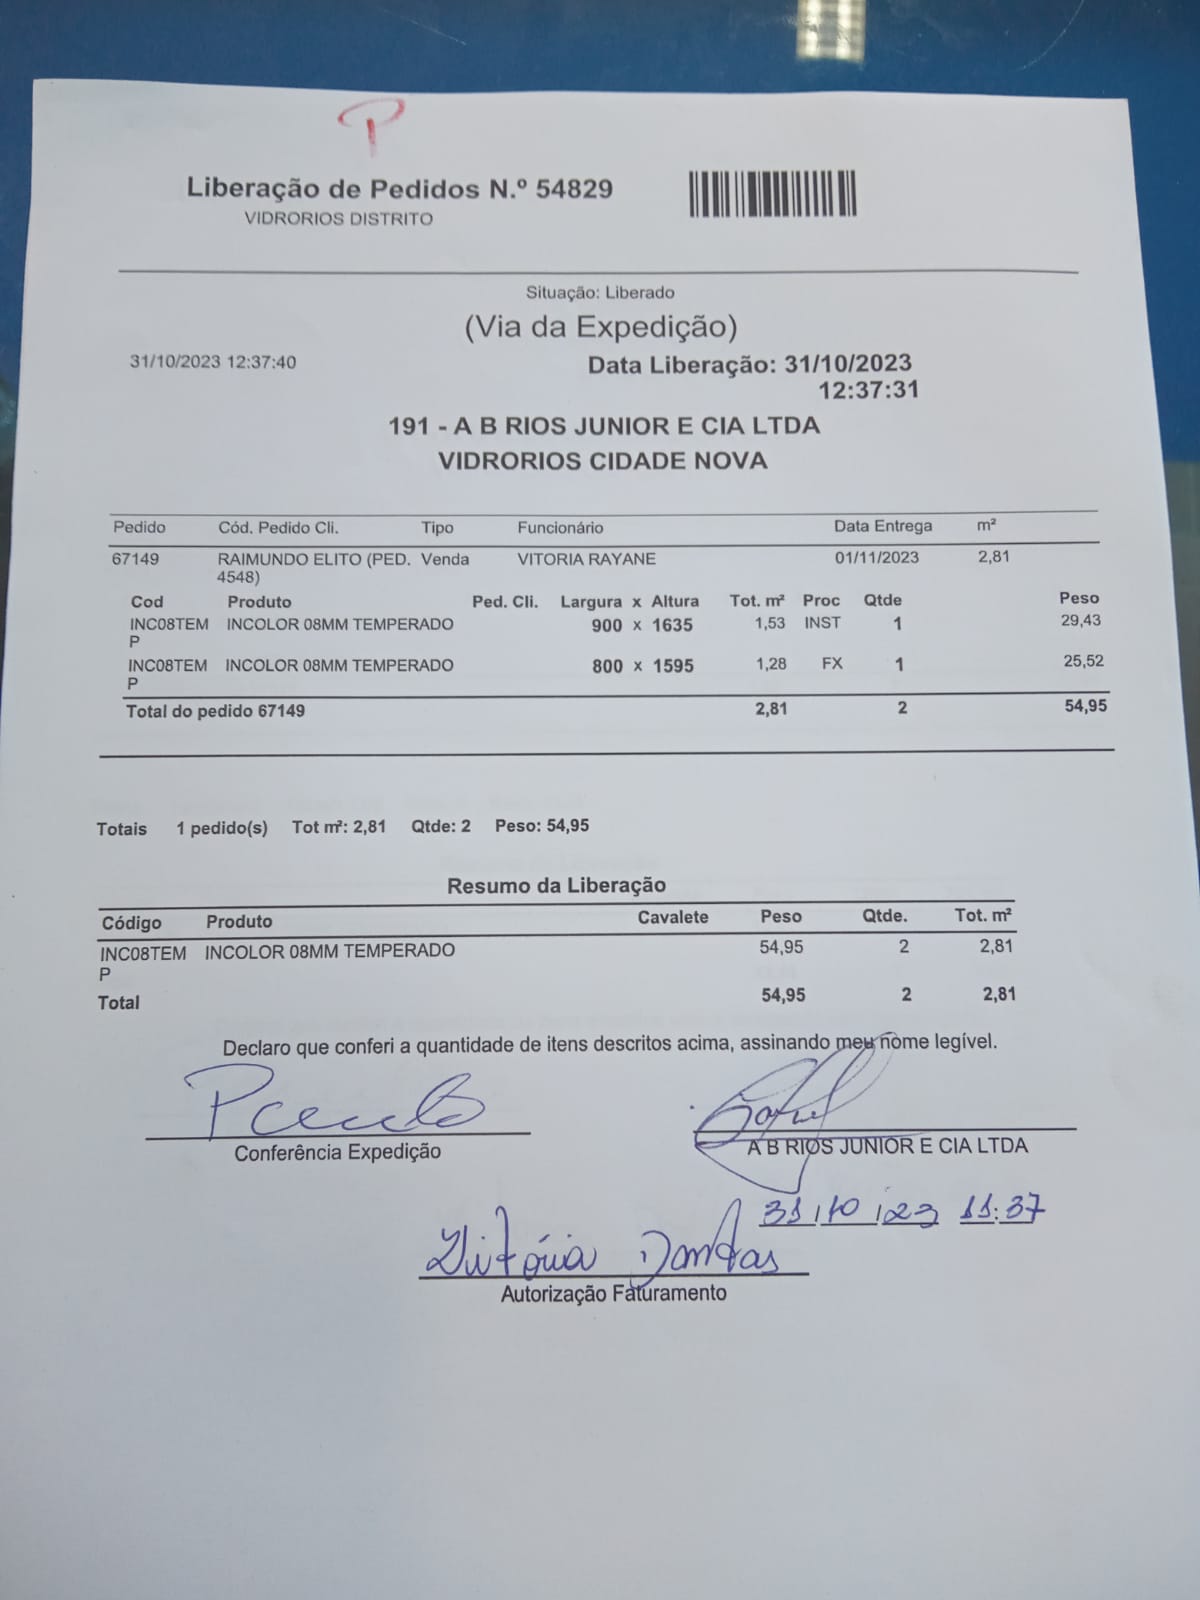 P
Liberação de Pedidos N.º 54829
VIDRORIOS DISTRITO
Situação: Liberado
(Via da Expedição)
31/10/2023 12:37:40 Data Liberação: 31/10/2023
12:37:31
191 - A B RIOS JUNIOR E CIA LTDA
VIDRORIOS CIDADE NOVA
Pedido Cód. Pedido Cli. Tipo Funcionário Data Entrega m²
67149 RAIMUNDO ELITO (PED. Venda VITORIA RAYANE 01/11/2023 2,81
4548)
Cod Produto Ped. Cli. Largura x Altura Tot. m² Proc Qtde Peso
INC08TEM INCOLOR 08MM TEMPERADO 900 x 1635 1,53 INST 1 29,43
P
INC08TEM INCOLOR 08MM TEMPERADO 800 x 1595 1,28 FX 1 25,52
P
Total do pedido 67149 2,81 2 54,95
Totais 1 pedido(s) Tot m²: 2,81 Qtde: 2 Peso: 54,95
Resumo da Liberação
Código Produto Cavalete Peso Qtde. Tot. m²
INC08TEM INCOLOR 08MM TEMPERADO 54,95 2 2,81
P
Total 54,95 2 2,81
Declaro que conferi a quantidade de itens descritos acima, assinando meu nome legível.
Conferência Expedição A B RIOS JUNIOR E CIA LTDA
31/10/23 11:37
Vitória Dantas
Autorização Faturamento